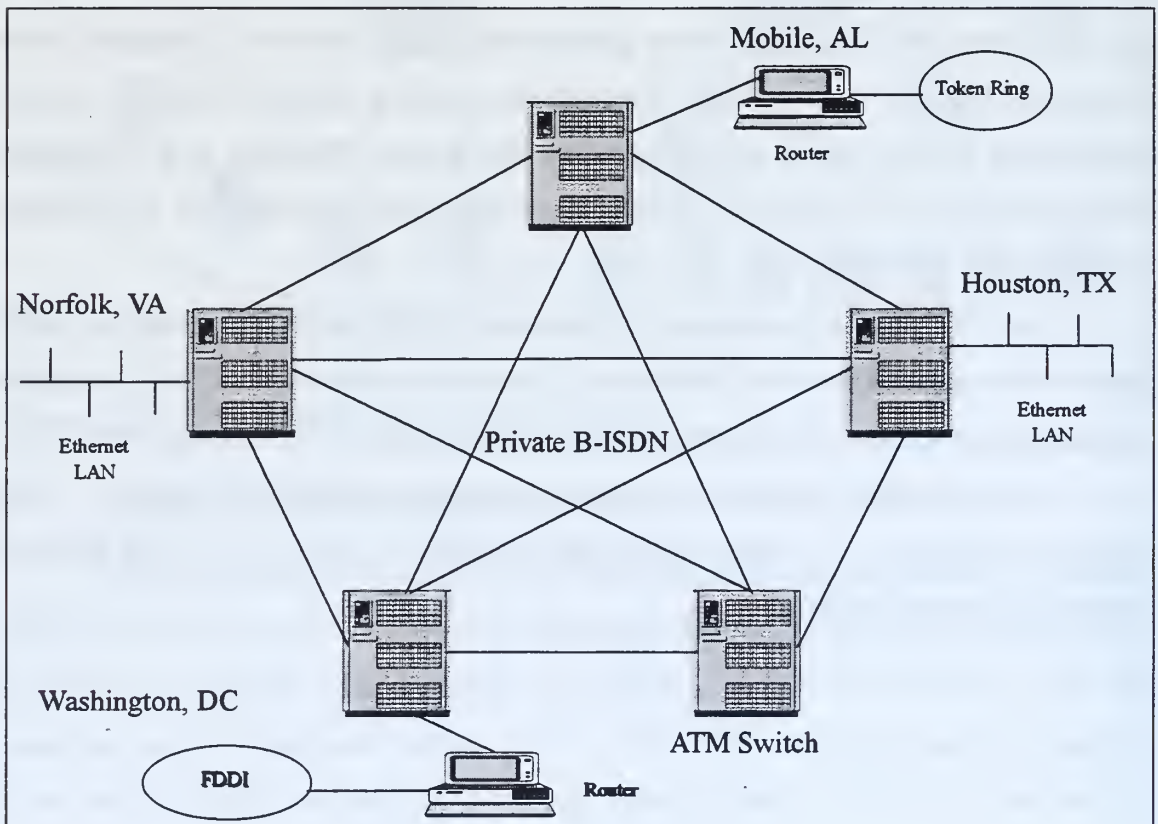 Mobile, AL
Token Ring
Router
Norfolk, VA
Houston, TX
Ethernet
LAN
Ethernet
LAN
Private B-ISDN
Washington, DC
ATM Switch
FDDI
Router